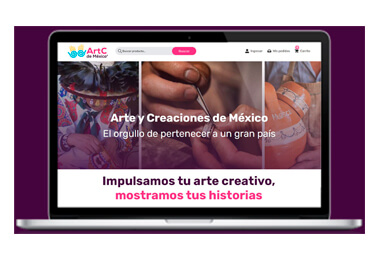 ArtC
de México
Buscar productos...
Buscar
Ingresar
Mis pedidos
Carrito
Arte y Creaciones de México
El orgullo de pertenecer a un gran país
Impulsamos tu arte creativo,
mostramos tus historias